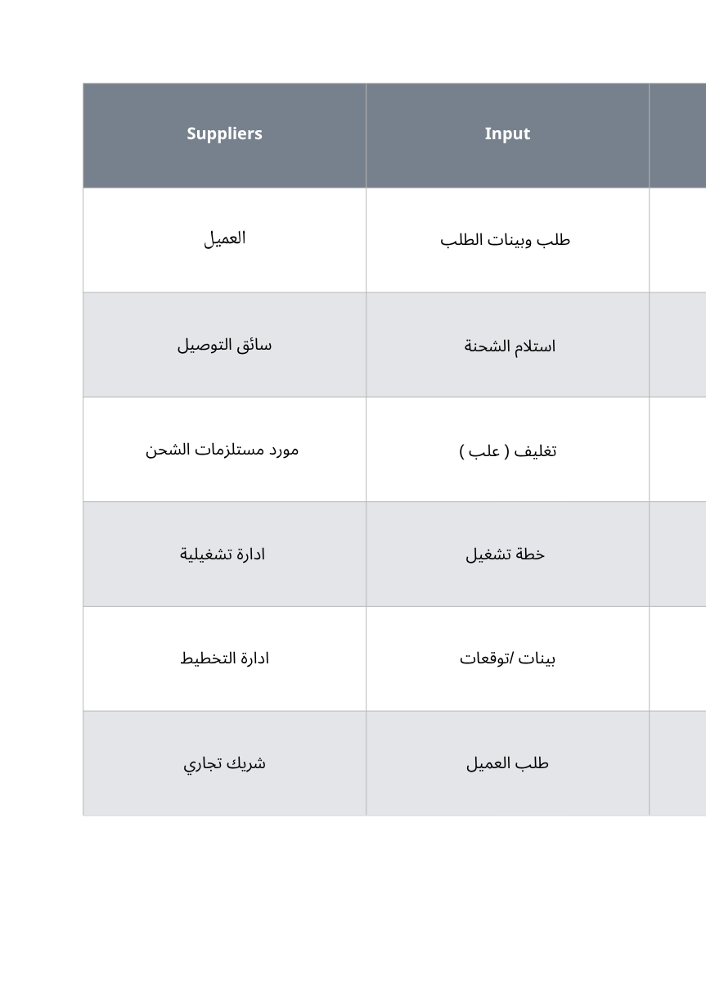 Suppliers
Input
العميل
طلب وبينات الطلب
سائق التوصيل
استلام الشحنة
مورد مستلزمات الشحن
تغليف ( علب )
ادارة تشغيلية
خطة تشغيل
ادارة التخطيط
بينات /توقعات
شريك تجاري
طلب العميل